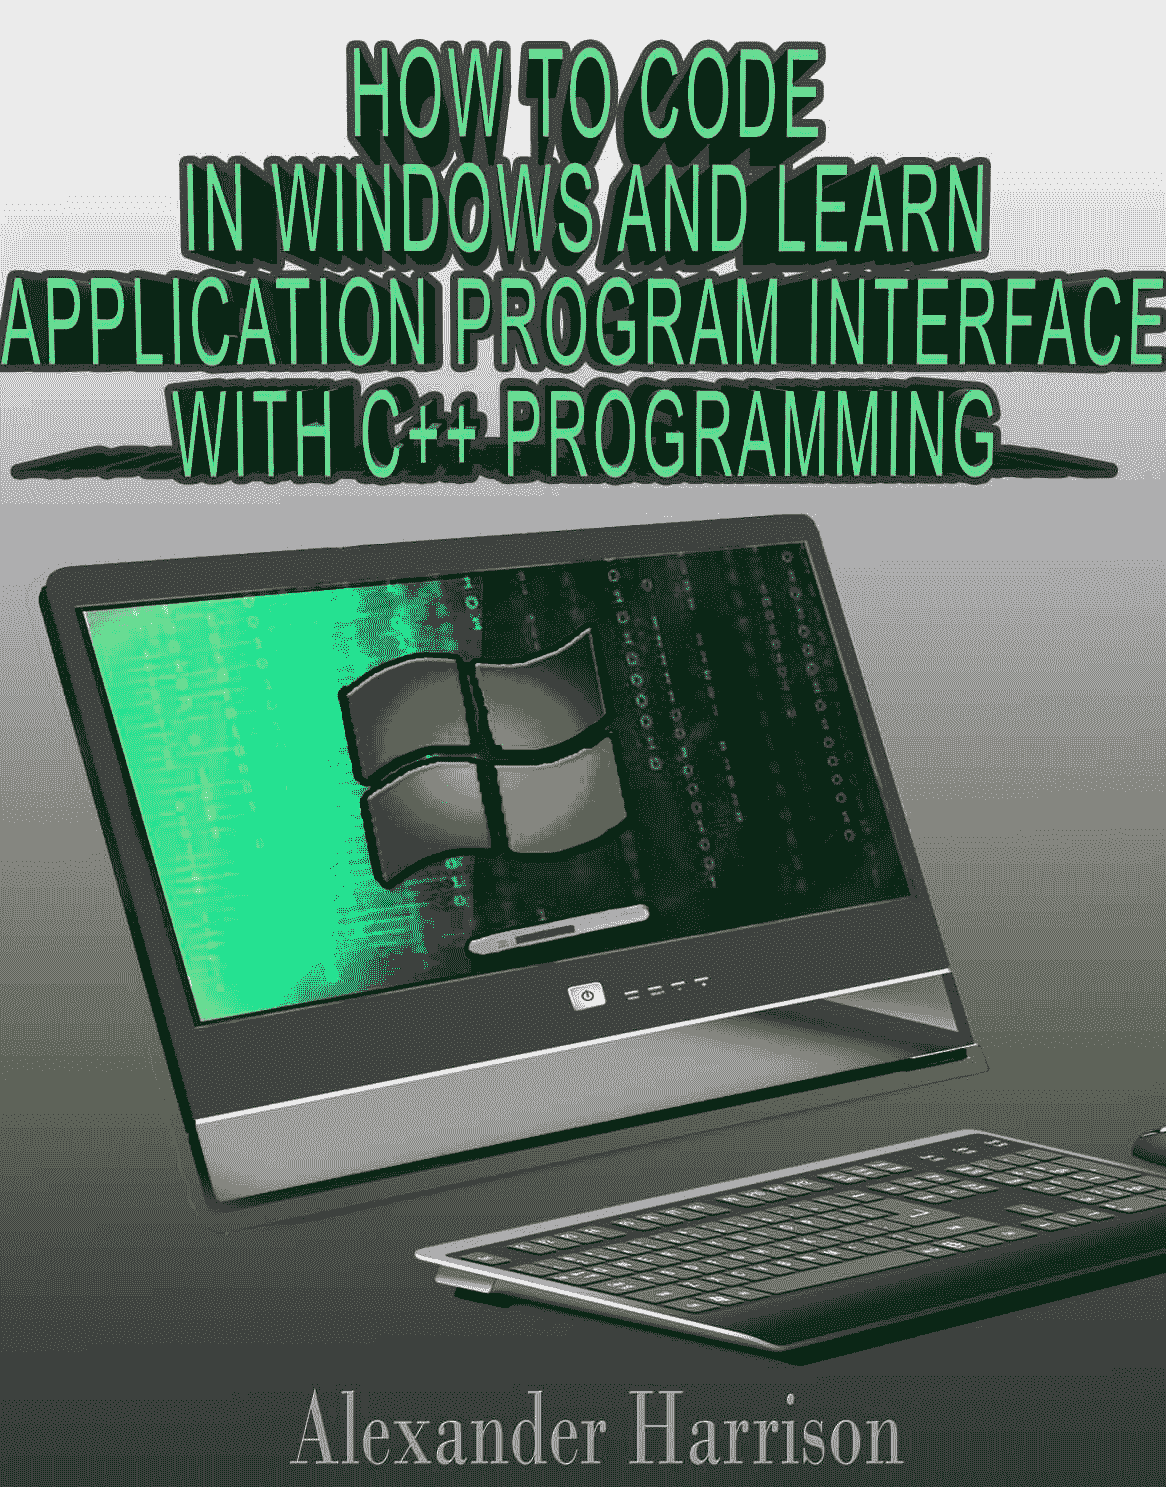 HOW TO CODE
IN WINDOWS AND LEARN
APPLICATION PROGRAM INTERFACE
WITH C++ PROGRAMMING
Alexander Harrison